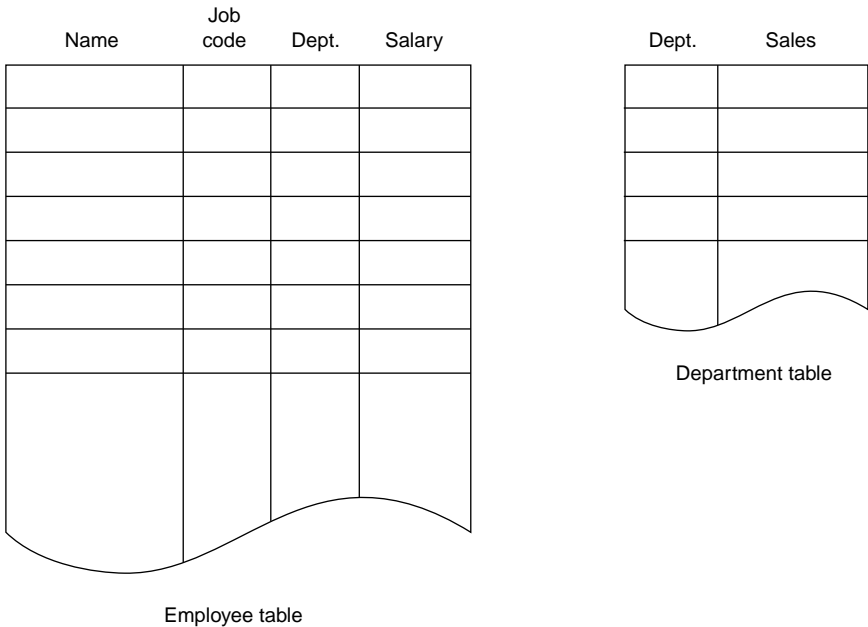 Name
Job
code
Dept.
Salary
Dept.
Sales
Department table
Employee table